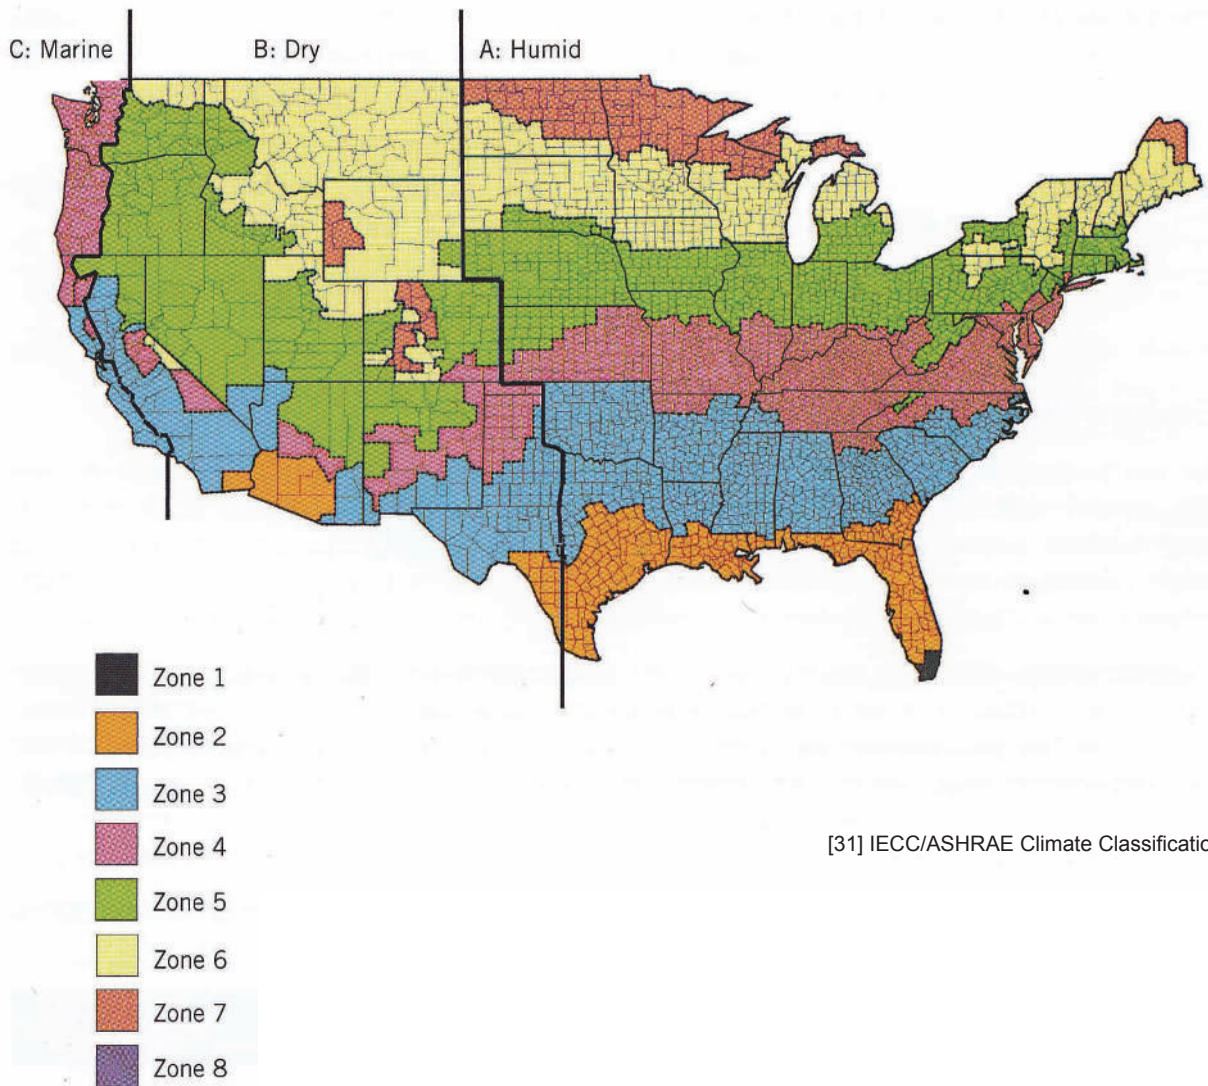 C: Marine
B: Dry
A: Humid
Zone 1
Zone 2
Zone 3
Zone 4
Zone 5
Zone 6
Zone 7
Zone 8
[31] IECC/ASHRAE Climate Classificatio